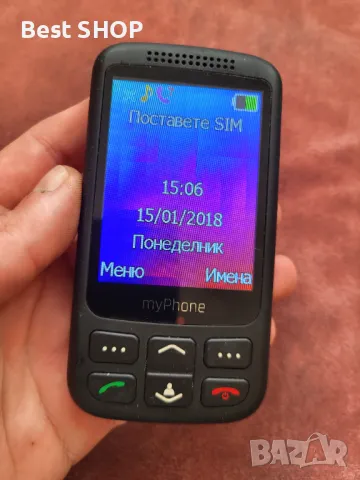 Best SHOP
Поставете SIM
15:06
15/01/2018
Понеделник
Меню Имена
myPhone
BAZAR